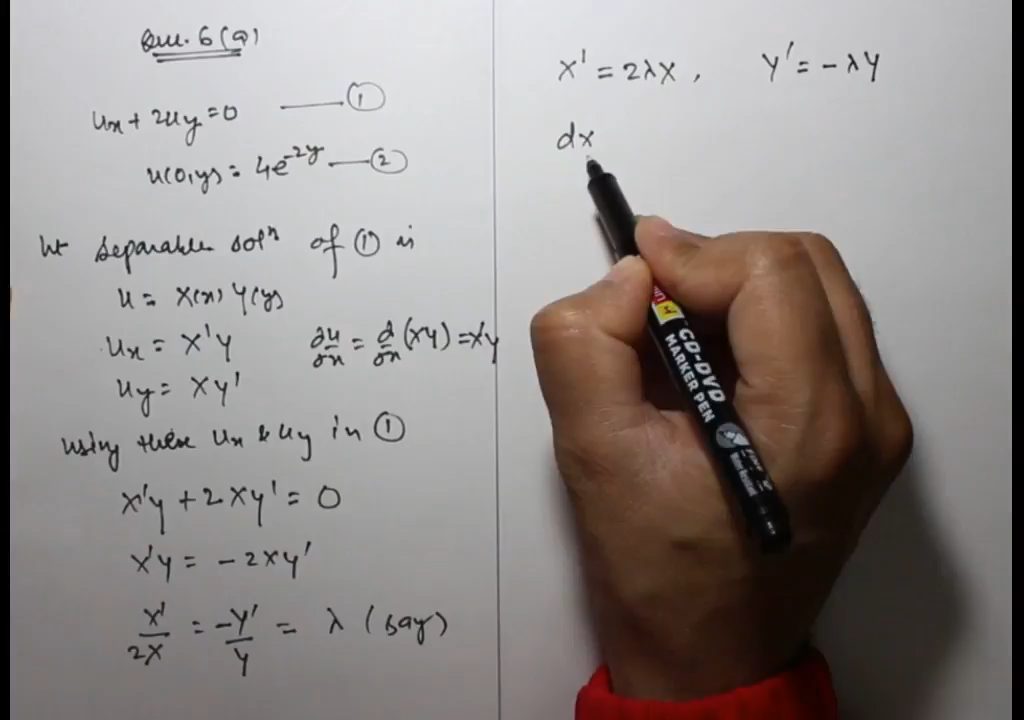 Que. 6(a)
ux + 2uy = 0 —— ①
u(0,y) = 4e^-2y —— ②
let separable solⁿ of ① is
u = X(x) Y(y)
ux = X'Y ∂u/∂x = ∂/∂x (XY) = X'Y
uy = XY'
using these ux & uy in ①
X'Y + 2XY' = 0
X'Y = -2XY'
X'/2X = -Y'/Y = λ (say)
X' = 2λX , Y' = -λY
dx
CD-DVD
MARKER PEN